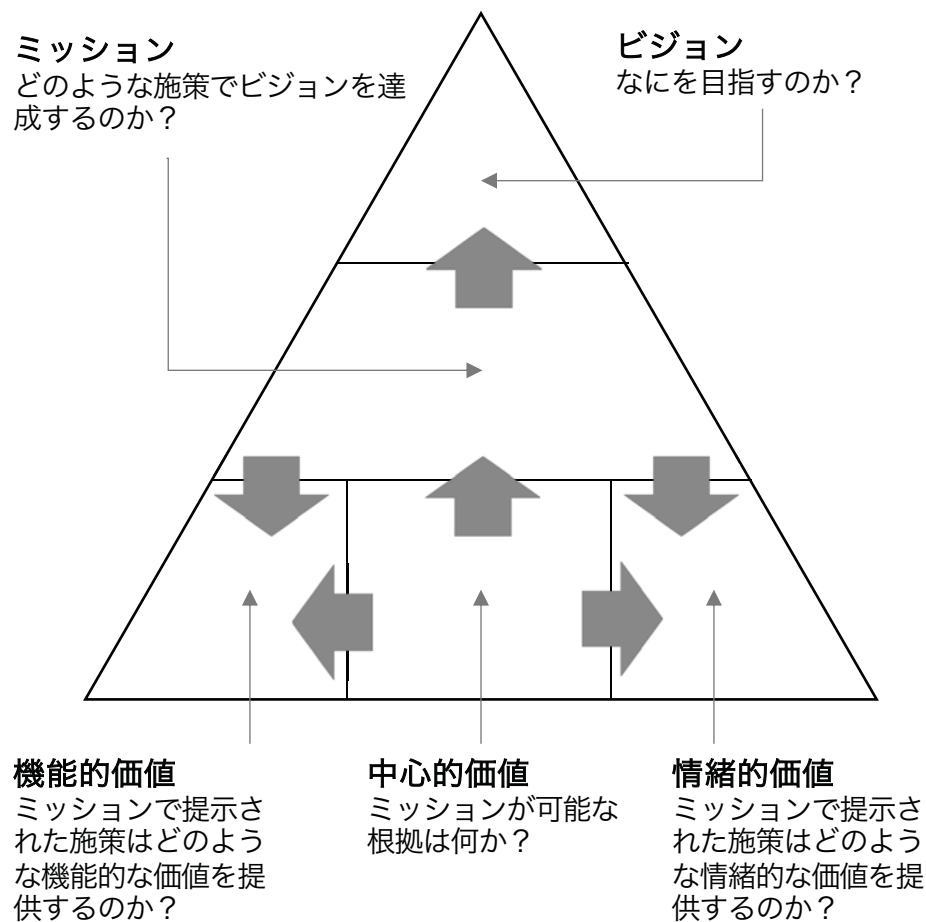 ミッション
どのような施策でビジョンを達
成するのか？
ビジョン
なにを目指すのか？
機能的価値
ミッションで提示さ
れた施策はどのよう
な機能的な価値を提
供するのか？
中心的価値
ミッションが可能な
根拠は何か？
情緒的価値
ミッションで提示さ
れた施策はどのよう
な情緒的な価値を提
供するのか？